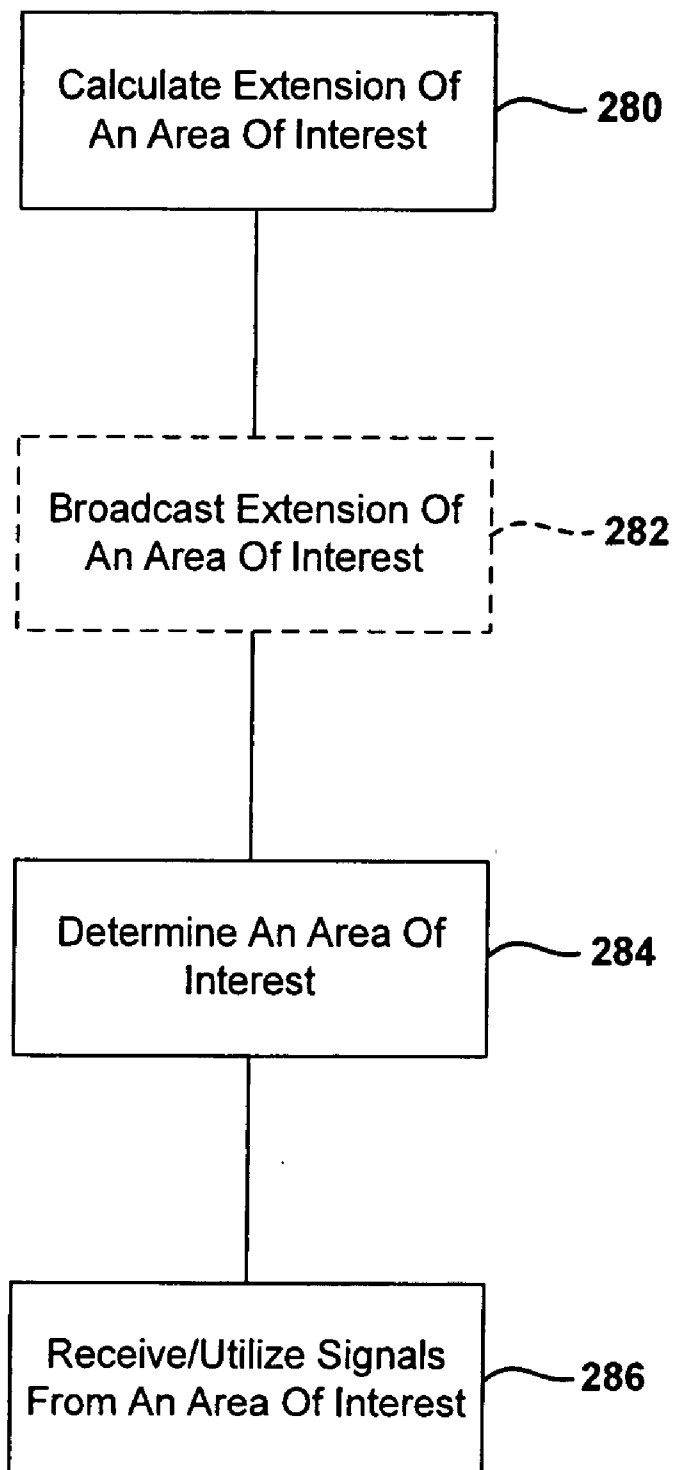 Calculate Extension Of
An Area Of Interest
280
Broadcast Extension Of
An Area Of Interest
282
Determine An Area Of
Interest
284
Receive/Utilize Signals
From An Area Of Interest
286